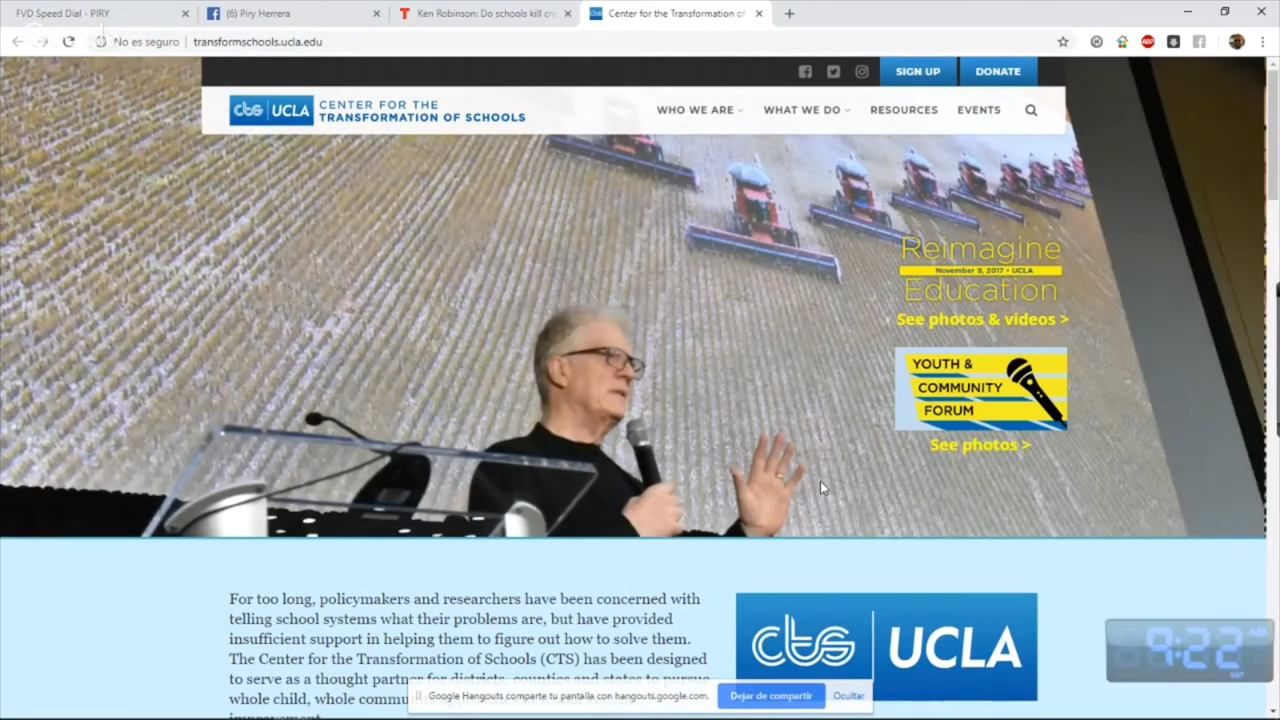 FVD Speed Dial - PIRY
(6) Piry Herrera
Ken Robinson: Do schools kill cre
Center for the Transformation of
No es seguro
transformschools.ucla.edu
SIGN UP
DONATE
cts UCLA
CENTER FOR THE
TRANSFORMATION OF SCHOOLS
WHO WE ARE
WHAT WE DO
RESOURCES
EVENTS
Reimagine
November 9, 2017 • UCLA
Education
See photos & videos >
YOUTH &
COMMUNITY
FORUM
See photos >
For too long, policymakers and researchers have been concerned with
telling school systems what their problems are, but have provided
insufficient support in helping them to figure out how to solve them.
The Center for the Transformation of Schools (CTS) has been designed
to serve as a thought partner for districts, counties and states to pursue
whole child, whole
improvement
cts UCLA
9:22 AM
SAT
Google Hangouts comparte tu pantalla con hangouts.google.com.
Dejar de compartir
Ocultar